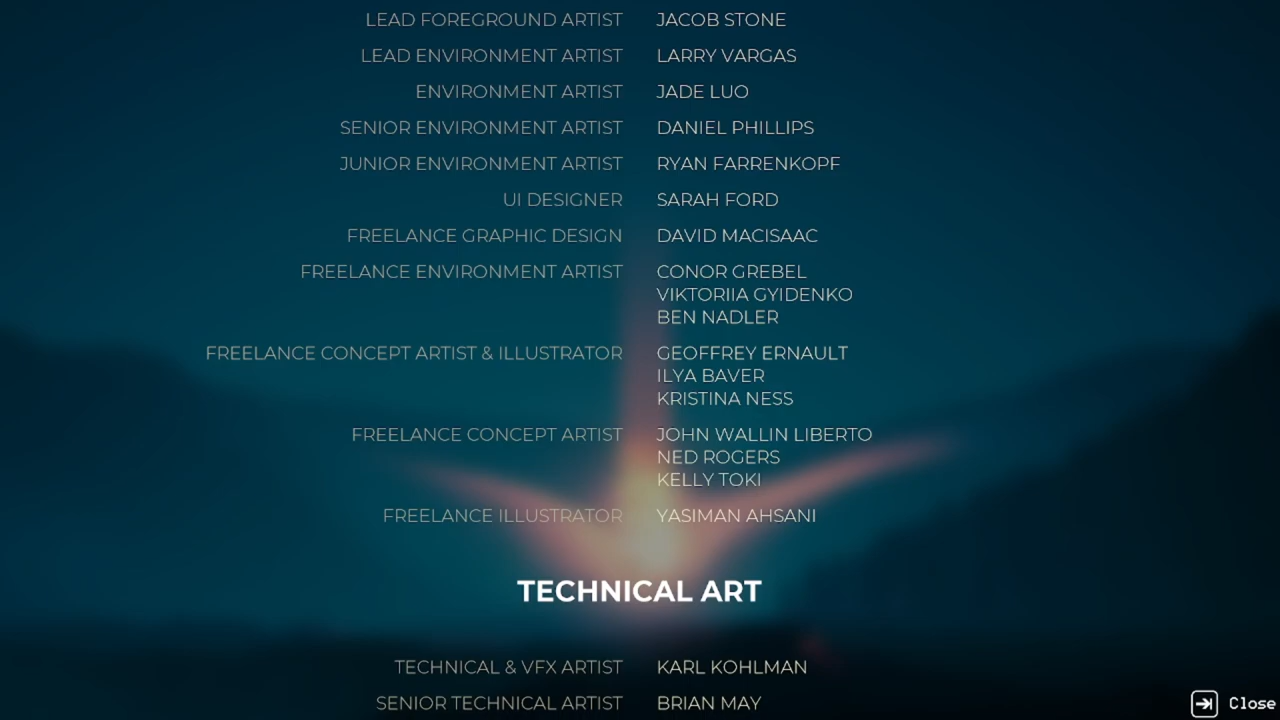 LEAD FOREGROUND ARTIST JACOB STONE
LEAD ENVIRONMENT ARTIST LARRY VARGAS
ENVIRONMENT ARTIST JADE LUO
SENIOR ENVIRONMENT ARTIST DANIEL PHILLIPS
JUNIOR ENVIRONMENT ARTIST RYAN FARRENKOPF
UI DESIGNER SARAH FORD
FREELANCE GRAPHIC DESIGN DAVID MACISAAC
FREELANCE ENVIRONMENT ARTIST CONOR GREBEL
VIKTORIIA GYIDENKO
BEN NADLER
FREELANCE CONCEPT ARTIST & ILLUSTRATOR GEOFFREY ERNAULT
ILYA BAVER
KRISTINA NESS
FREELANCE CONCEPT ARTIST JOHN WALLIN LIBERTO
NED ROGERS
KELLY TOKI
FREELANCE ILLUSTRATOR YASIMAN AHSANI
TECHNICAL ART
TECHNICAL & VFX ARTIST KARL KOHLMAN
SENIOR TECHNICAL ARTIST BRIAN MAY
Close